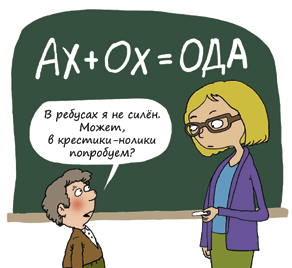 АХ+ОХ=ОДА
В ребусах я не силён.
Может,
в крестики-нолики
попробуем?